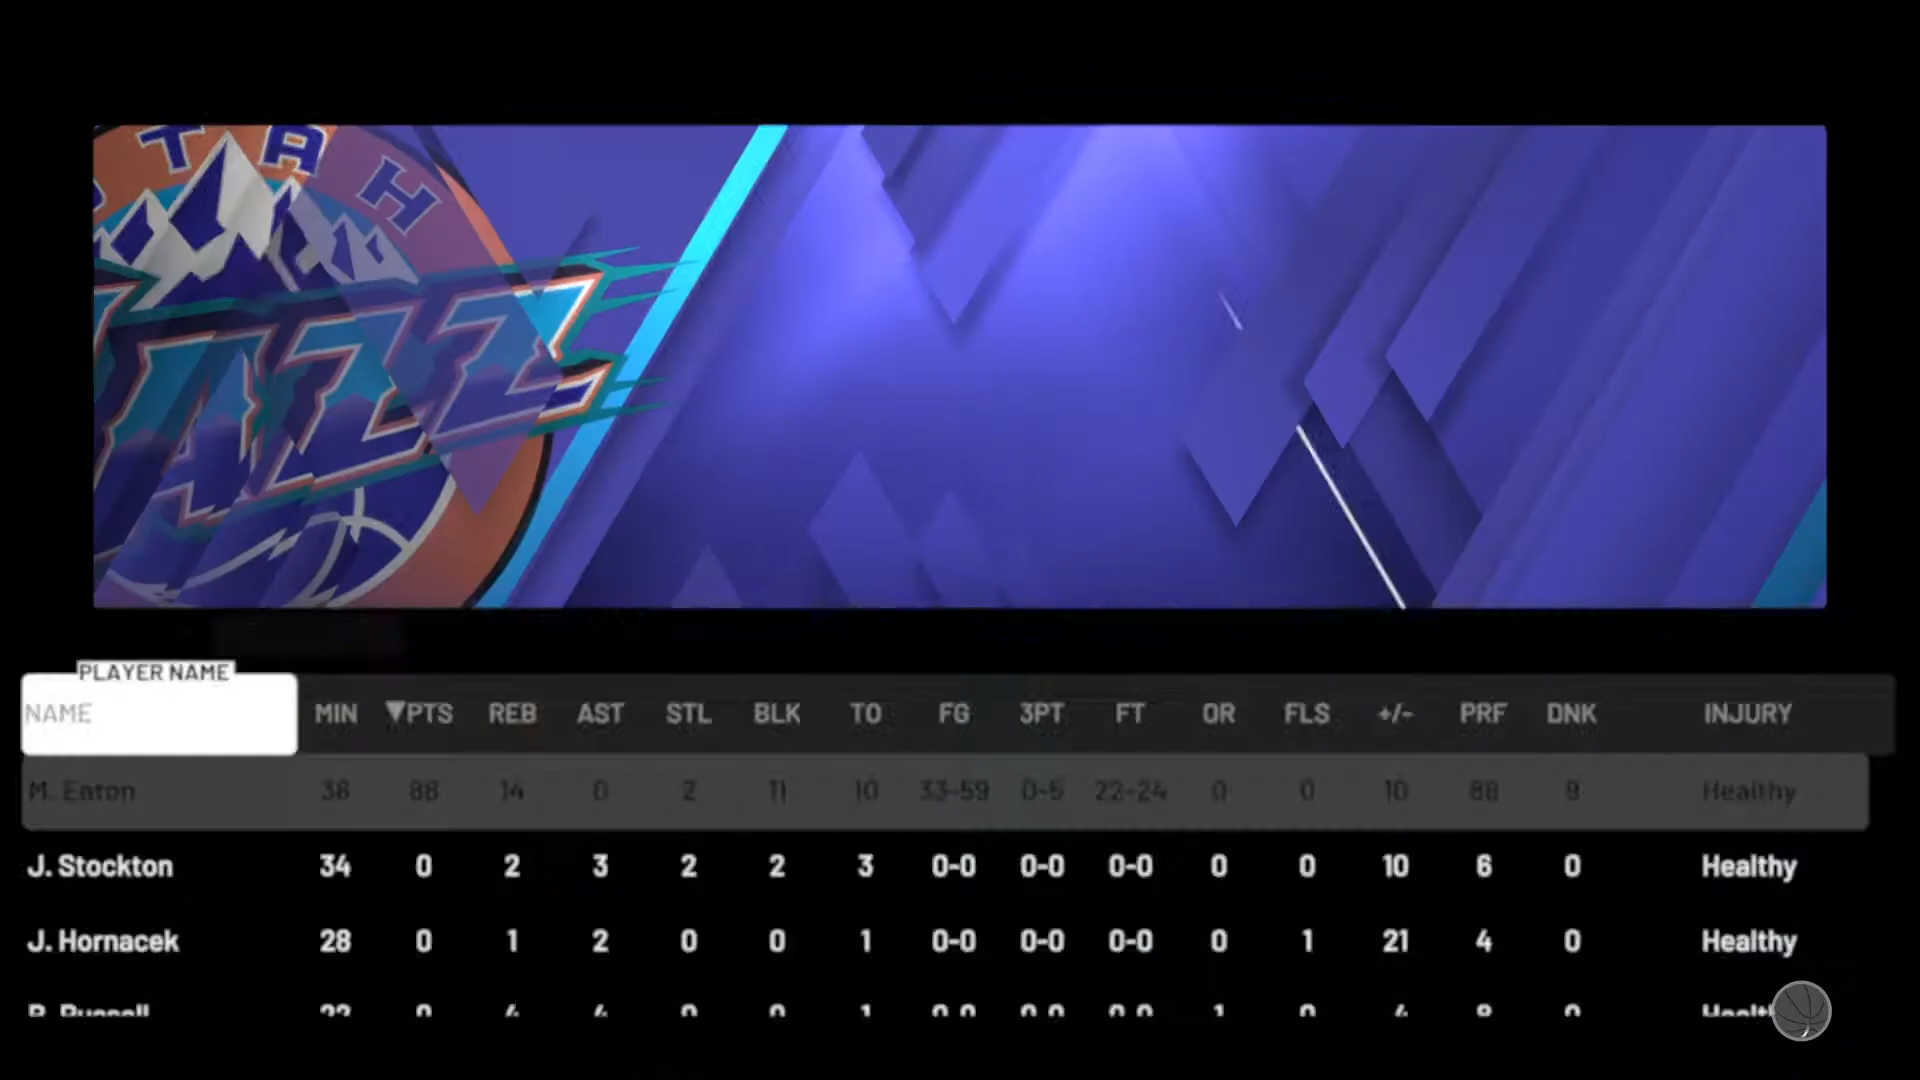 UTAH
JAZZ
PLAYER NAME
NAME MIN ▼PTS REB AST STL BLK TO FG 3PT FT OR FLS +/- PRF DNK INJURY
M. Eaton 38 88 14 0 2 11 10 33-59 0-5 22-24 0 0 10 88 9 Healthy
J. Stockton 34 0 2 3 2 2 3 0-0 0-0 0-0 0 0 10 6 0 Healthy
J. Hornacek 28 0 1 2 0 0 1 0-0 0-0 0-0 0 1 21 4 0 Healthy